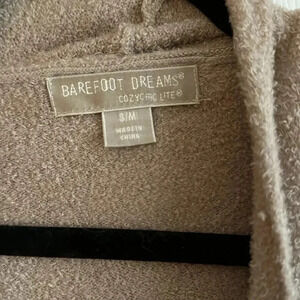 BAREFOOT DREAMS®
COZYCHIC LITE®
S/M
MADE IN
CHINA